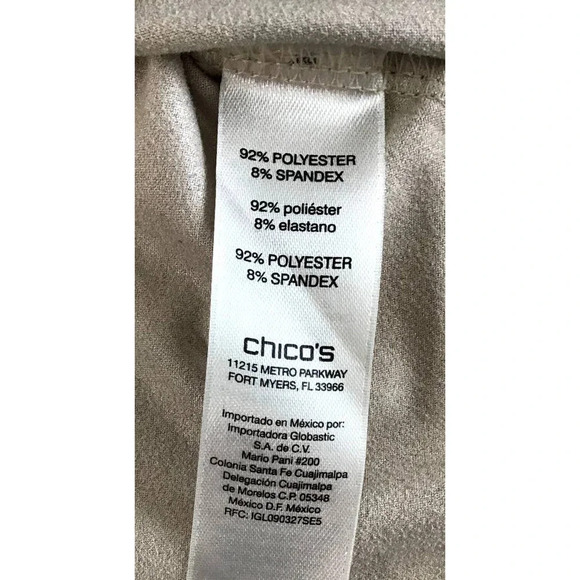 92% POLYESTER
8% SPANDEX
92% poliéster
8% elastano
92% POLYESTER
8% SPANDEX
chico's
11215 METRO PARKWAY
FORT MYERS, FL 33966
Importado en México por:
Importadora Globastic
S.A. de C.V.
Mario Pani #200
Colonia Santa Fe Cuajimalpa
Delegación Cuajimalpa
de Morelos C.P. 05348
México D.F. México
RFC: IGL090327SE5